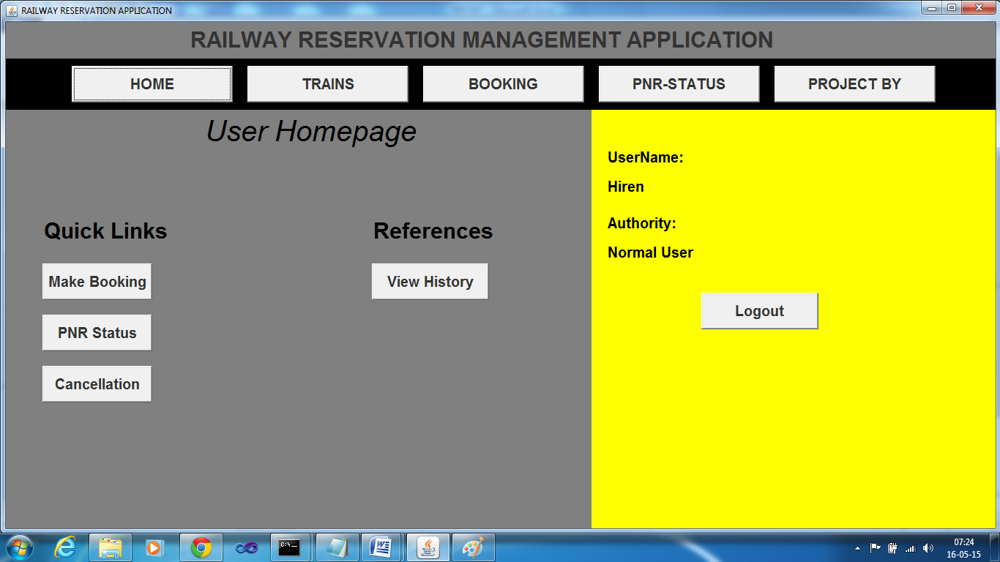 RAILWAY RESERVATION APPLICATION
RAILWAY RESERVATION MANAGEMENT APPLICATION
HOME
TRAINS
BOOKING
PNR-STATUS
PROJECT BY
User Homepage
Quick Links
Make Booking
PNR Status
Cancellation
References
View History
UserName:
Hiren
Authority:
Normal User
Logout
C:\
07:24
16-05-15